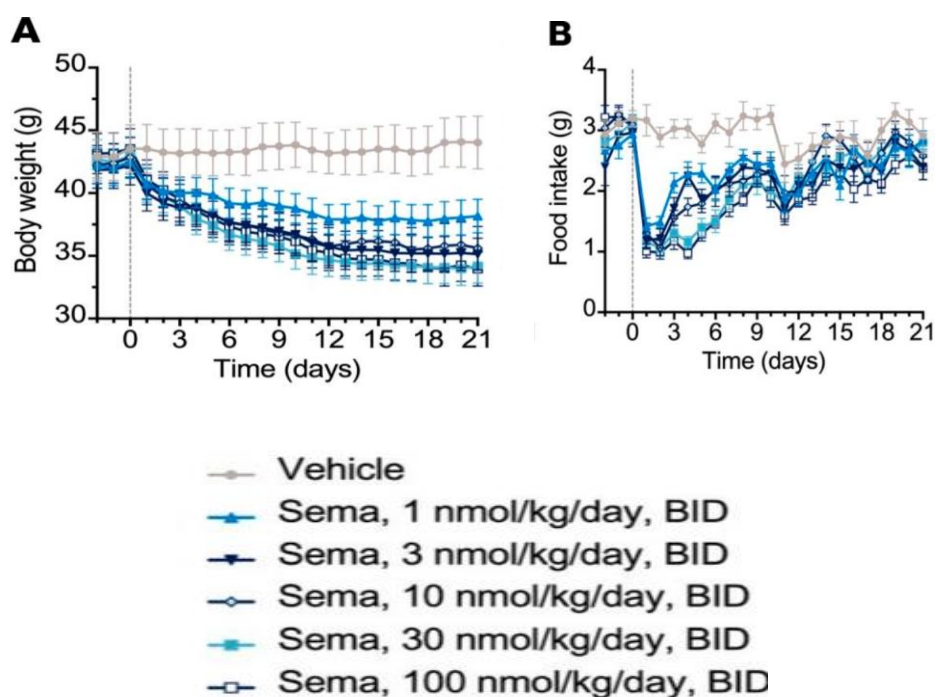 A
B
50
45
40
35
30
Body weight (g)
0 3 6 9 12 15 18 21
Time (days)
4
3
2
1
0
Food intake (g)
0 3 6 9 12 15 18 21
Time (days)
Vehicle
Sema, 1 nmol/kg/day, BID
Sema, 3 nmol/kg/day, BID
Sema, 10 nmol/kg/day, BID
Sema, 30 nmol/kg/day, BID
Sema, 100 nmol/kg/day, BID